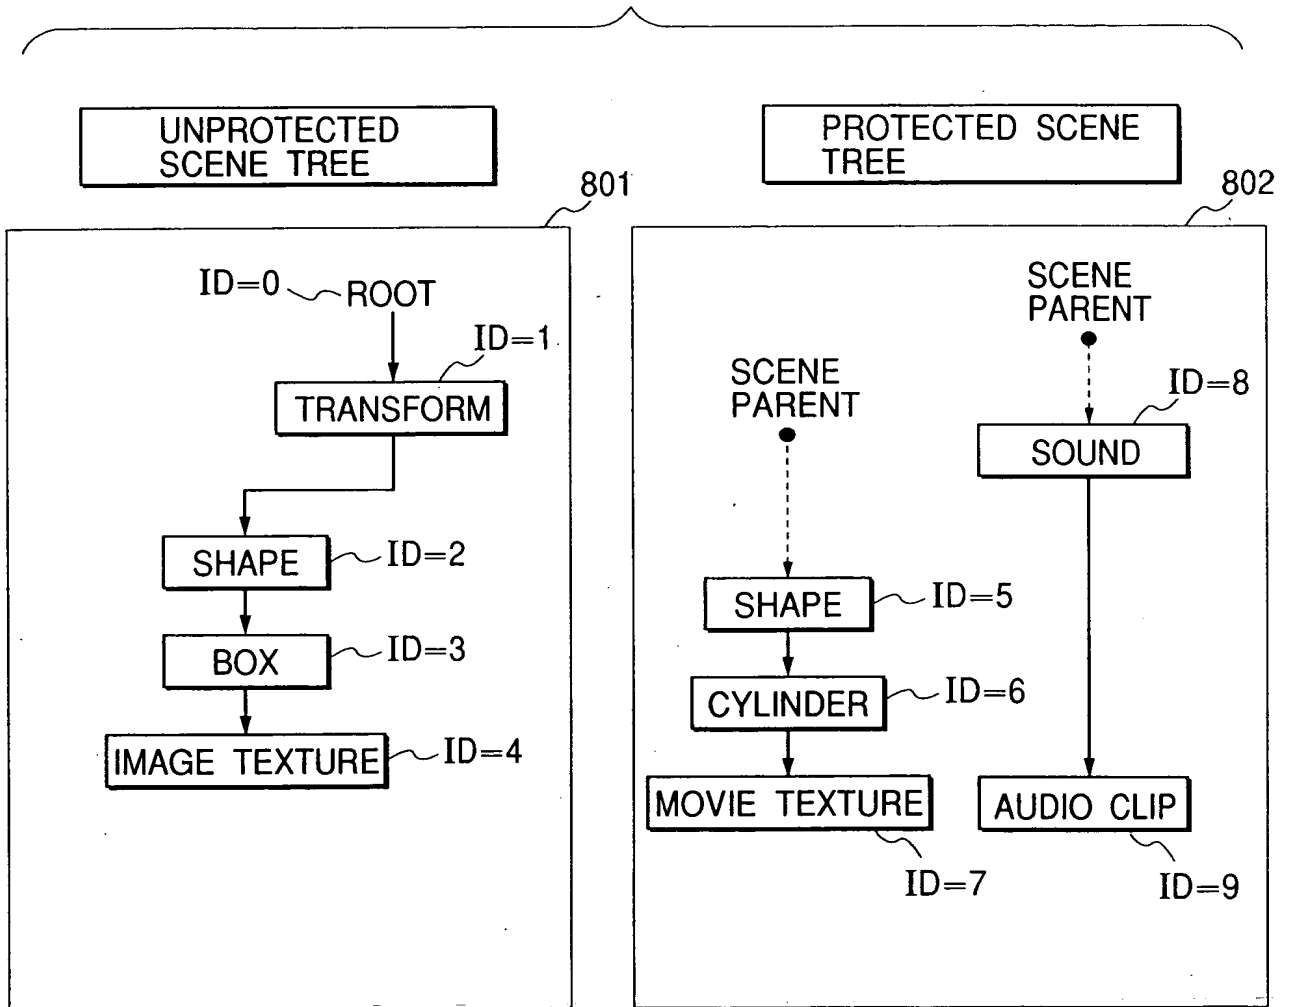 UNPROTECTED
SCENE TREE
PROTECTED SCENE
TREE
801
802
ID=0
ROOT
ID=1
TRANSFORM
SHAPE
ID=2
BOX
ID=3
IMAGE TEXTURE
ID=4
SCENE
PARENT
SHAPE
ID=5
CYLINDER
ID=6
MOVIE TEXTURE
ID=7
SCENE
PARENT
ID=8
SOUND
AUDIO CLIP
ID=9